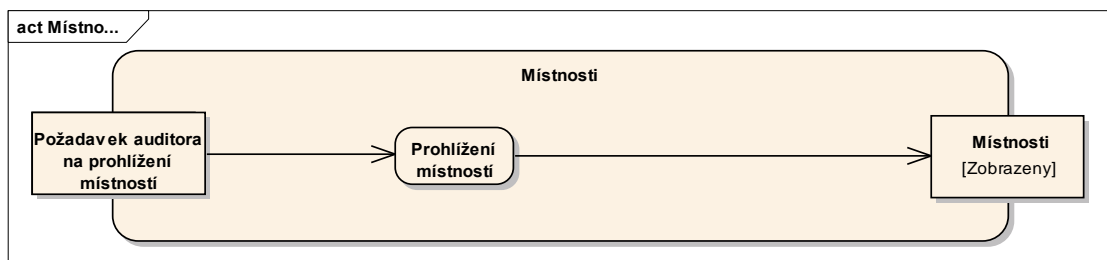 act Místno...
Místnosti
Požadavek auditora
na prohlížení
místností
Prohlížení
místností
Místnosti
[Zobrazeny]